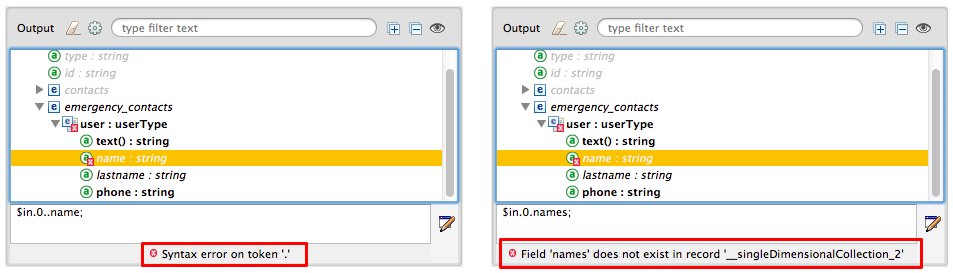 Output type filter text
type : string
id : string
contacts
emergency_contacts
user : userType
text() : string
name : string
lastname : string
phone : string
$in.0..name;
Syntax error on token '.'
Output type filter text
type : string
id : string
contacts
emergency_contacts
user : userType
text() : string
name : string
lastname : string
phone : string
$in.0.names;
Field 'names' does not exist in record '__singleDimensionalCollection_2'